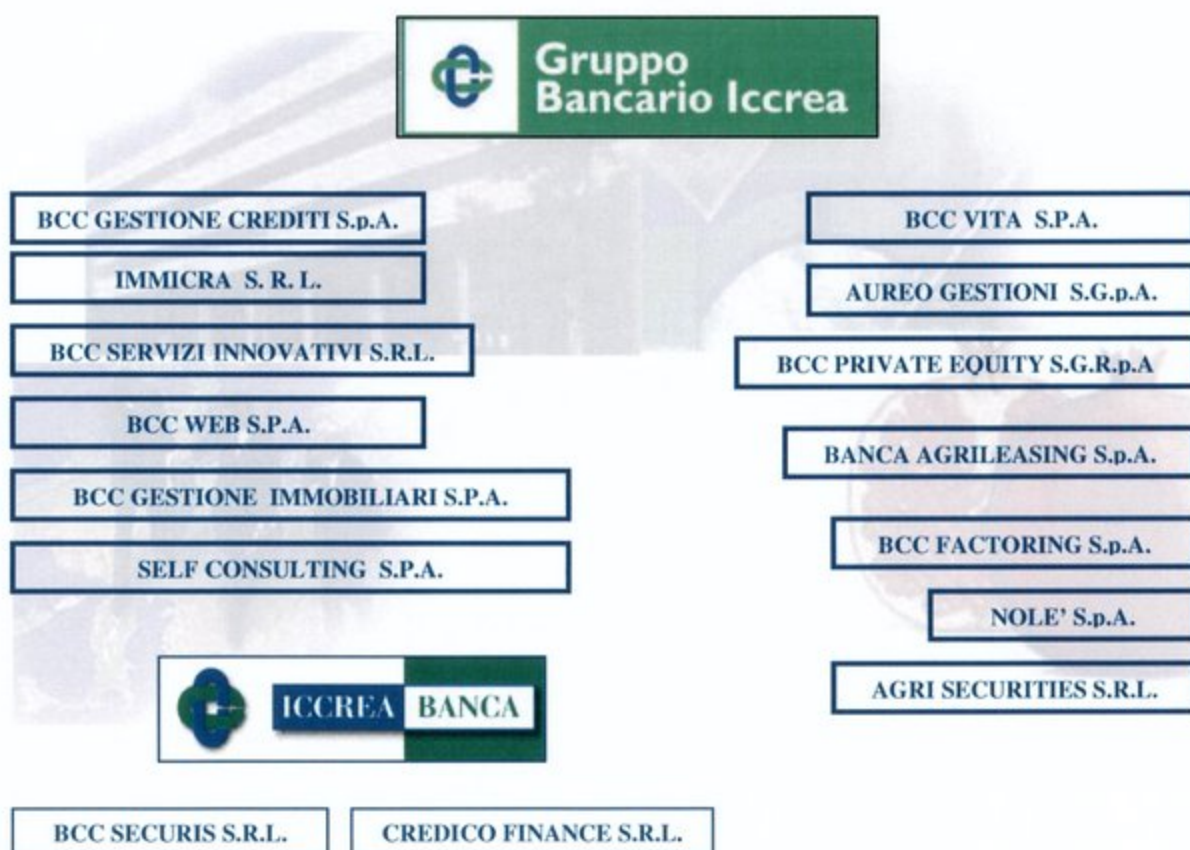 Gruppo
Bancario Iccrea
BCC GESTIONE CREDITI S.p.A.
IMMICRA S. R. L.
BCC SERVIZI INNOVATIVI S.R.L.
BCC WEB S.P.A.
BCC GESTIONE IMMOBILIARI S.P.A.
SELF CONSULTING S.P.A.
BCC VITA S.P.A.
AUREO GESTIONI S.G.p.A.
BCC PRIVATE EQUITY S.G.R.p.A
BANCA AGRILEASING S.p.A.
BCC FACTORING S.p.A.
NOLE' S.p.A.
AGRI SECURITIES S.R.L.
ICCREA BANCA
BCC SECURIS S.R.L.
CREDICO FINANCE S.R.L.